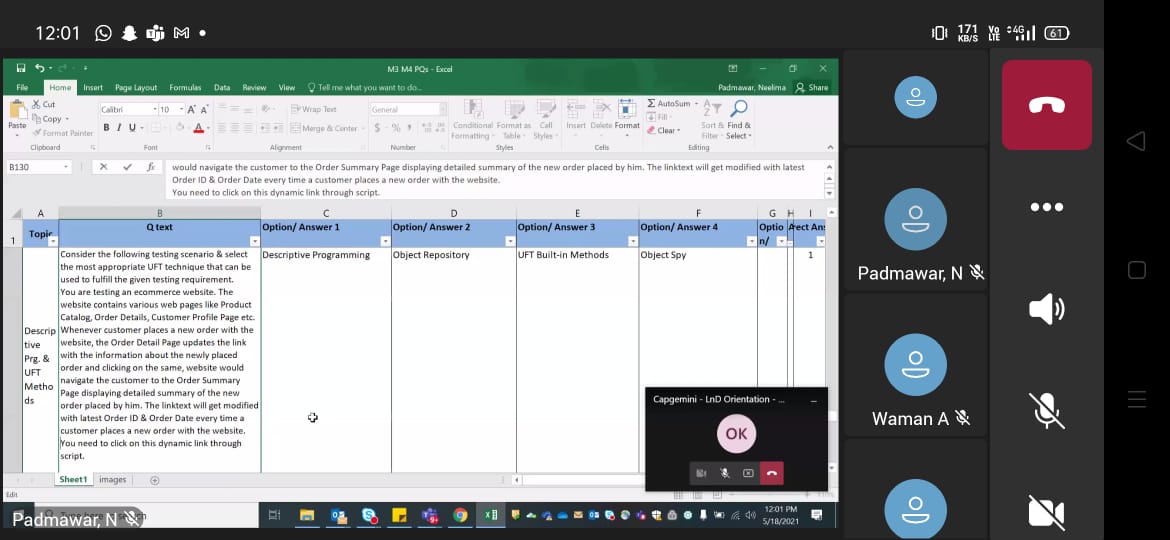 12:01
171
KB/S
Vo
LTE
4G
61
M3 M4 PQs - Excel
File Home Insert Page Layout Formulas Data Review View Tell me what you want to do...
Padmawar, Neelima Share
Cut
Copy
Format Painter
Paste
Clipboard
Calibri 10
B I U
Font
Wrap Text
Merge & Center
Alignment
General
$ % ,
Number
Conditional Formatting
Format as Table
Cell Styles
Styles
Insert Delete Format
Cells
AutoSum
Fill
Clear
Sort & Filter
Find & Select
Editing
B130 fx
would navigate the customer to the Order Summary Page displaying detailed summary of the new order placed by him. The linktext will get modified with latest
Order ID & Order Date every time a customer places a new order with the website.
You need to click on this dynamic link through script.
A B C D E F G H I
1 Topic Q text Option/ Answer 1 Option/ Answer 2 Option/ Answer 3 Option/ Answer 4 Optio n/ A ect Ans
Descrip
tive
Prg. &
UFT
Metho
ds
Consider the following testing scenario & select
the most appropriate UFT technique that can be
used to fulfill the given testing requirement.
You are testing an ecommerce website. The
website contains various web pages like Product
Catalog, Order Details, Customer Profile Page etc.
Whenever customer places a new order with the
website, the Order Detail Page updates the link
with the information about the newly placed
order and clicking on the same, website would
navigate the customer to the Order Summary
Page displaying detailed summary of the new
order placed by him. The linktext will get modified
with latest Order ID & Order Date every time a
customer places a new order with the website.
You need to click on this dynamic link through
script.
Descriptive Programming
Object Repository
UFT Built-in Methods
Object Spy
1
Capgemini - LnD Orientation - ...
OK
Sheet1 images
Edit
12:01 PM
5/18/2021
Padmawar, N
Padmawar, N
Waman A